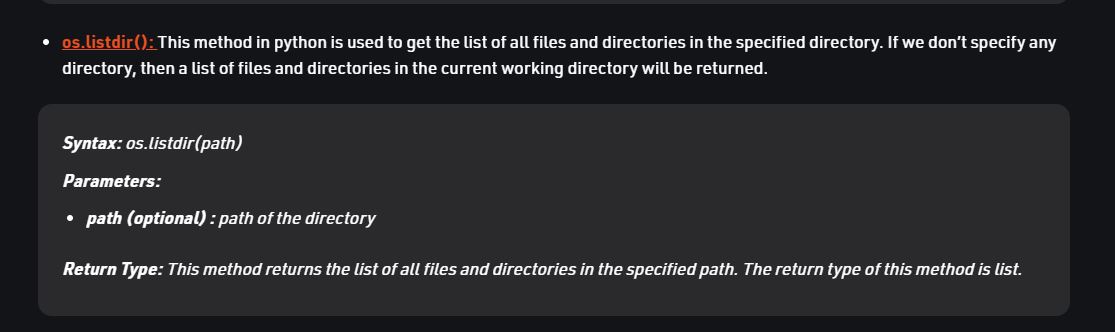 os.listdir(): This method in python is used to get the list of all files and directories in the specified directory. If we don’t specify any
directory, then a list of files and directories in the current working directory will be returned.
Syntax: os.listdir(path)
Parameters:
path (optional) : path of the directory
Return Type: This method returns the list of all files and directories in the specified path. The return type of this method is list.